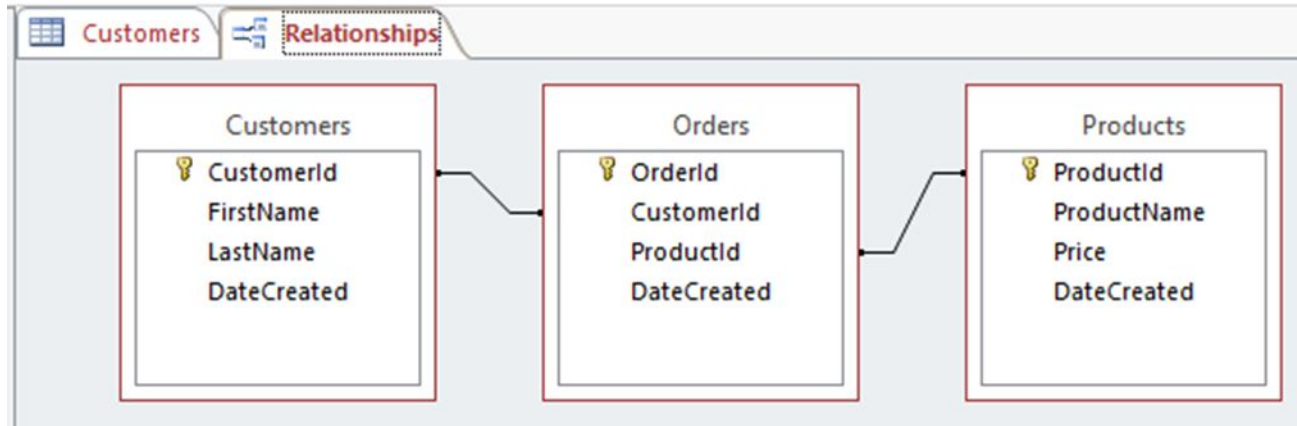 Customers
Relationships
Customers
CustomerId
FirstName
LastName
DateCreated
Orders
OrderId
CustomerId
ProductId
DateCreated
Products
ProductId
ProductName
Price
DateCreated